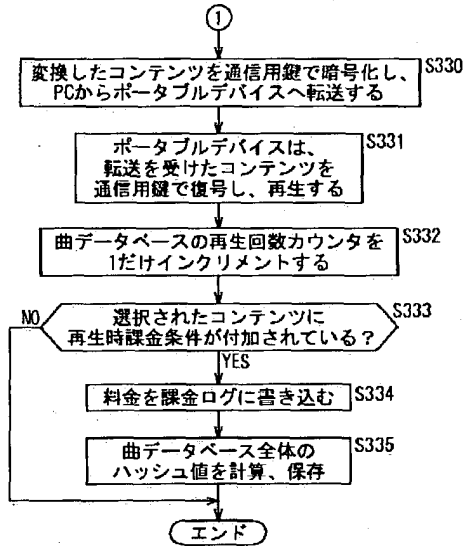 1
変換したコンテンツを通信用鍵で暗号化し、
PCからポータブルデバイスへ転送する
S330
ポータブルデバイスは、
転送を受けたコンテンツを
通信用鍵で復号し、再生する
S331
曲データベースの再生回数カウンタを
1だけインクリメントする
S332
選択されたコンテンツに
再生時課金条件が付加されている?
S333
NO
YES
料金を課金ログに書き込む
S334
曲データベース全体の
ハッシュ値を計算、保存
S335
エンド